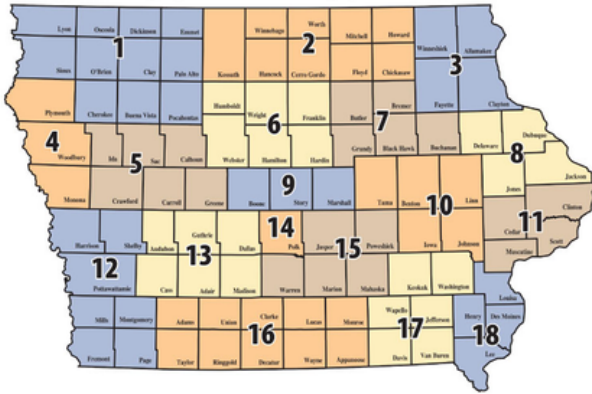 Lyon Osceola Dickinson Emmet
Winnebago Worth Mitchell Howard
Winneshiek Allamakee
1
2
3
Sioux O'Brien Clay Palo Alto
Kossuth Hancock Cerro Gordo Floyd Chickasaw
Fayette Clayton
Plymouth Cherokee Buena Vista Pocahontas
Humboldt Wright Franklin
Butler Bremer
6
7
4
Woodbury Ida Sac Calhoun
Webster Hamilton Hardin
Grundy Black Hawk Buchanan
Delaware Dubuque
5
8
Jackson
Monona Crawford Carroll Greene
Boone Story Marshall
9
Tama Benton Linn
Jones
10
Clinton
Harrison Shelby Audubon Guthrie Dallas
14
Polk Jasper Poweshiek
Iowa Johnson
Cedar
11
Scott
Muscatine
12
13
15
Pottawattamie Cass Adair Madison
Warren Marion Mahaska
Keokuk Washington
Louisa
Mills Montgomery Adams Union Clarke Lucas Monroe
Wapello Jefferson Henry Des Moines
16
17
18
Fremont Page Taylor Ringgold Decatur Wayne Appanoose
Davis Van Buren Lee